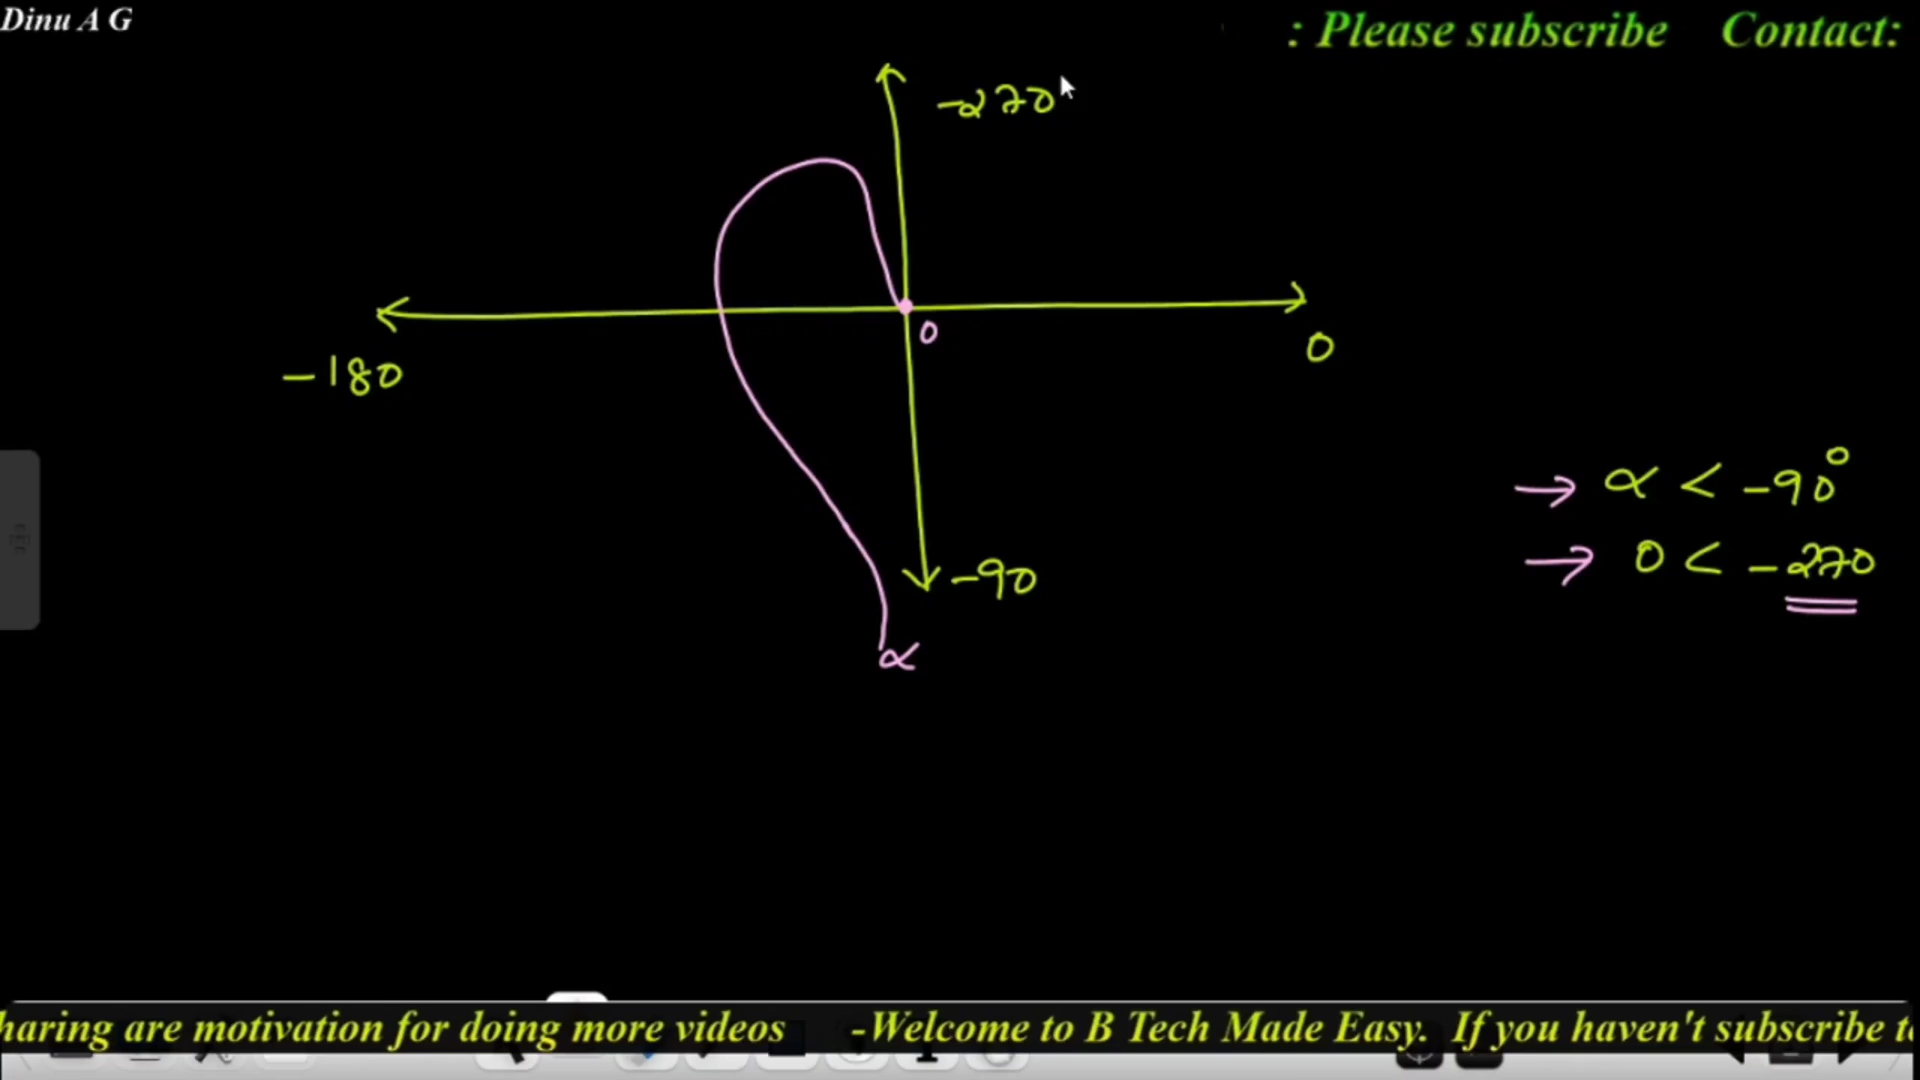 Dinu A G
: Please subscribe Contact:
-270
0
-180
0
-90
α < -90°
0 < -270
α
haring are motivation for doing more videos -Welcome to B Tech Made Easy. If you haven't subscribe t